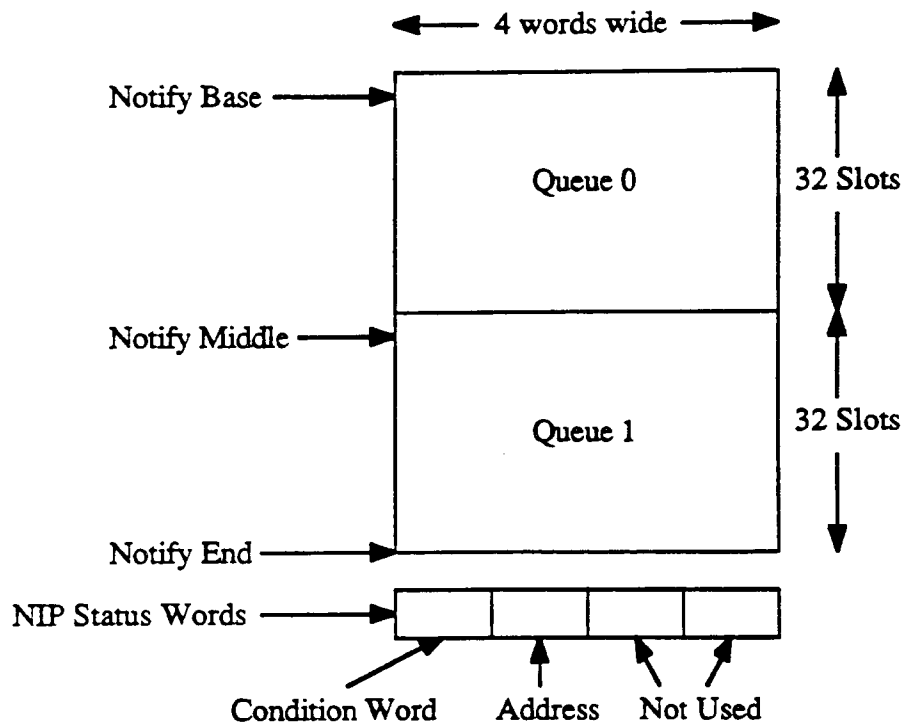 4 words wide
Notify Base
Queue 0
32 Slots
Notify Middle
Queue 1
32 Slots
Notify End
NIP Status Words
Condition Word
Address
Not Used